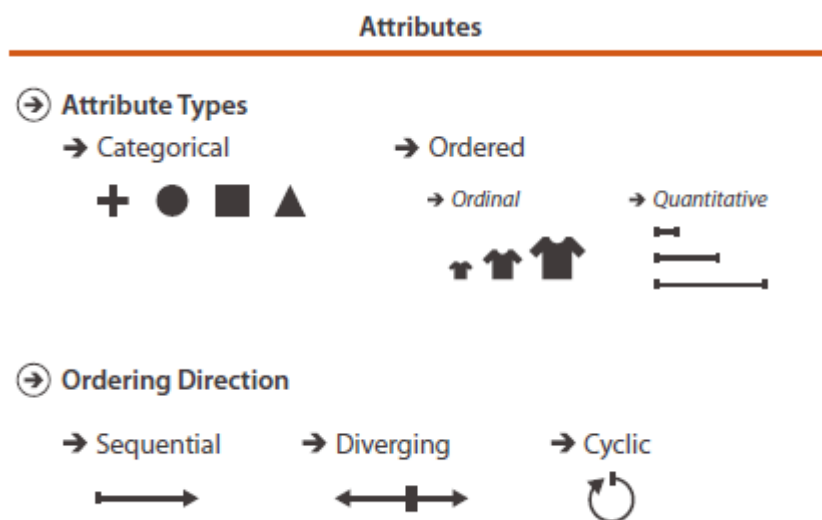 Attributes
Attribute Types
Categorical
Ordered
Ordinal
Quantitative
Ordering Direction
Sequential
Diverging
Cyclic